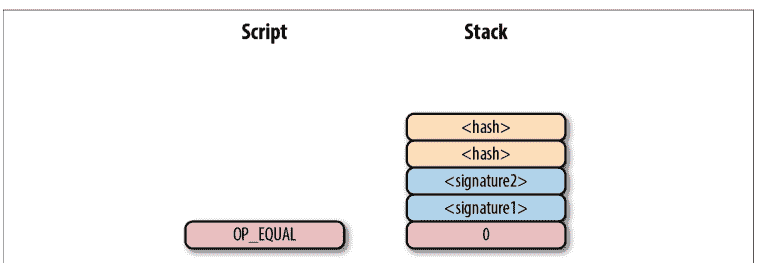 Script Stack
<hash>
<hash>
<signature2>
<signature1>
OP_EQUAL 0